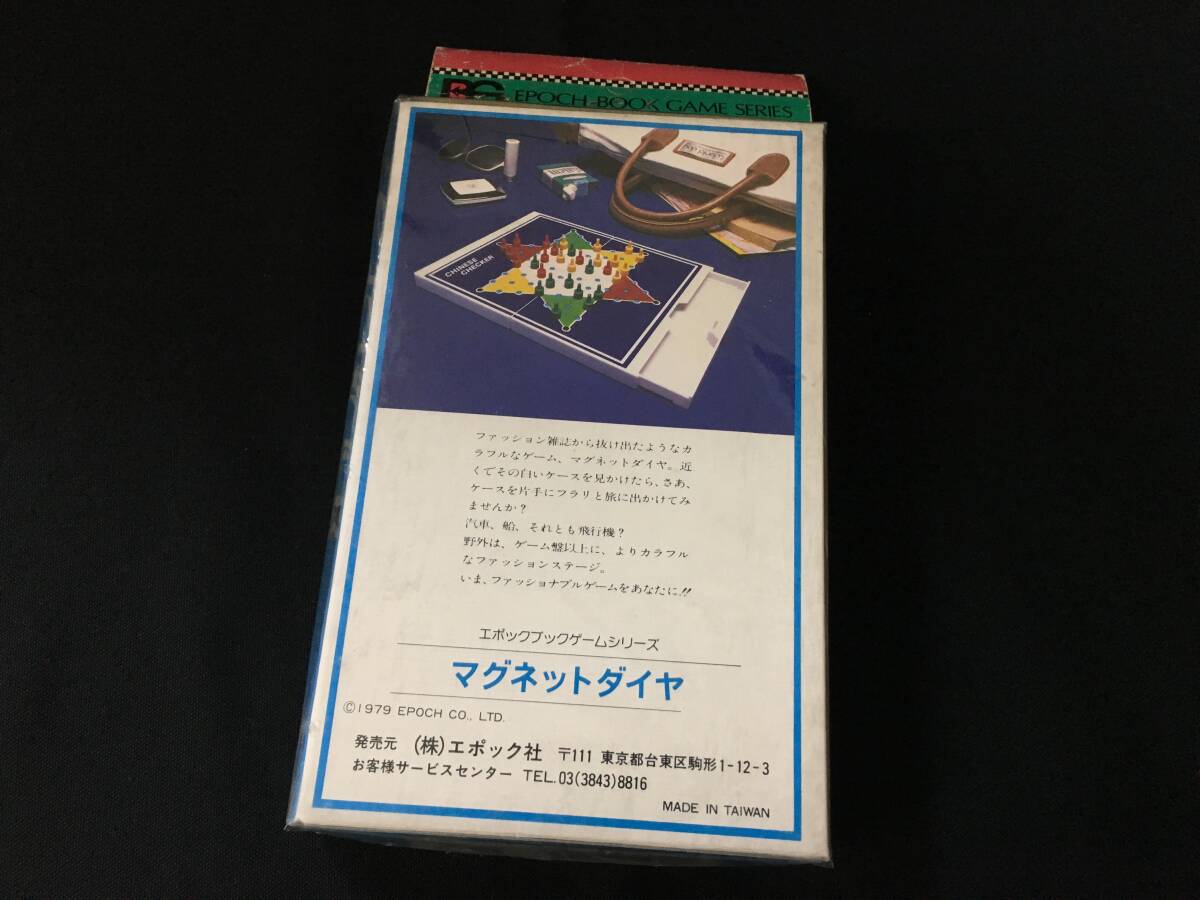 EPOCH-BOOK GAME SERIES
CHINESE
CHECKER
ファッション雑誌から抜け出たようなカ
ラフルなゲーム、マグネットダイヤ。近
くでその白いケースを見かけたら、さあ、
ケースを片手にフラリと旅に出かけてみ
ませんか？
汽車、船、それとも飛行機？
野外は、ゲーム盤以上に、よりカラフル
なファッションステージ。
いま、ファッショナブルゲームをあなたに!!
エポックブックゲームシリーズ
マグネットダイヤ
©1979 EPOCH CO., LTD.
発売元 (株)エポック社 〒111 東京都台東区駒形1-12-3
お客様サービスセンター TEL.03(3843)8816
MADE IN TAIWAN